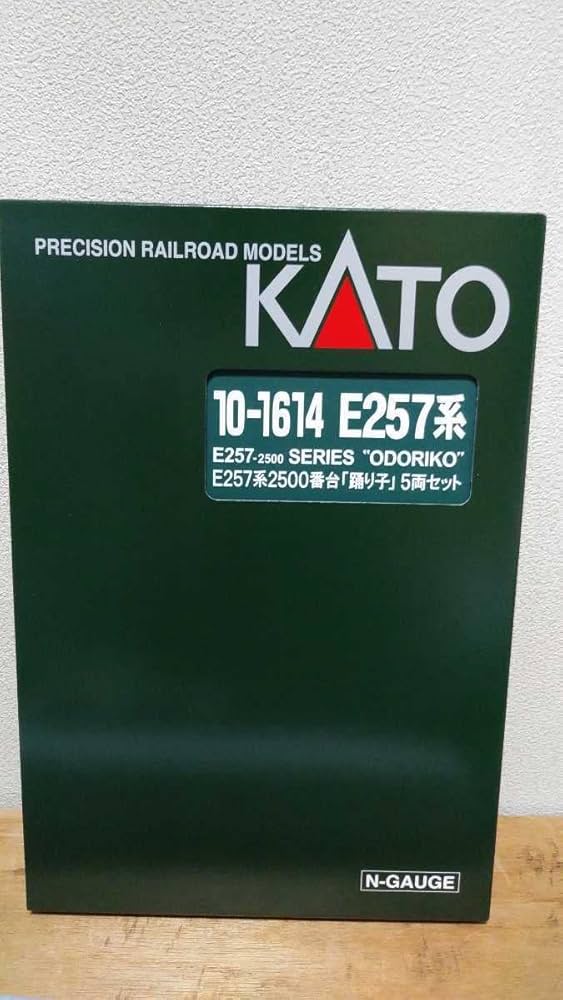 PRECISION RAILROAD MODELS
KATO
10-1614 E257系
E257-2500 SERIES "ODORIKO"
E257系2500番台「踊り子」5両セット
N-GAUGE